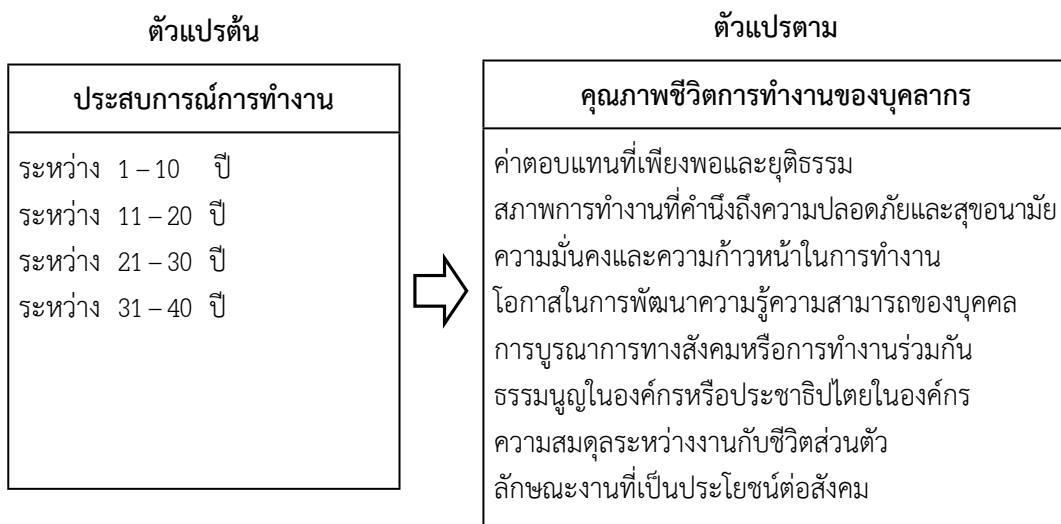 ตัวแปรต้น
ประสบการณ์การทำงาน
ระหว่าง 1 – 10 ปี
ระหว่าง 11 – 20 ปี
ระหว่าง 21 – 30 ปี
ระหว่าง 31 – 40 ปี
ตัวแปรตาม
คุณภาพชีวิตการทำงานของบุคลากร
ค่าตอบแทนที่เพียงพอและยุติธรรม
สภาพการทำงานที่คำนึงถึงความปลอดภัยและสุขอนามัย
ความมั่นคงและความก้าวหน้าในการทำงาน
โอกาสในการพัฒนาความรู้ความสามารถของบุคคล
การบูรณาการทางสังคมหรือการทำงานร่วมกัน
ธรรมนูญในองค์กรหรือประชาธิปไตยในองค์กร
ความสมดุลระหว่างงานกับชีวิตส่วนตัว
ลักษณะงานที่เป็นประโยชน์ต่อสังคม